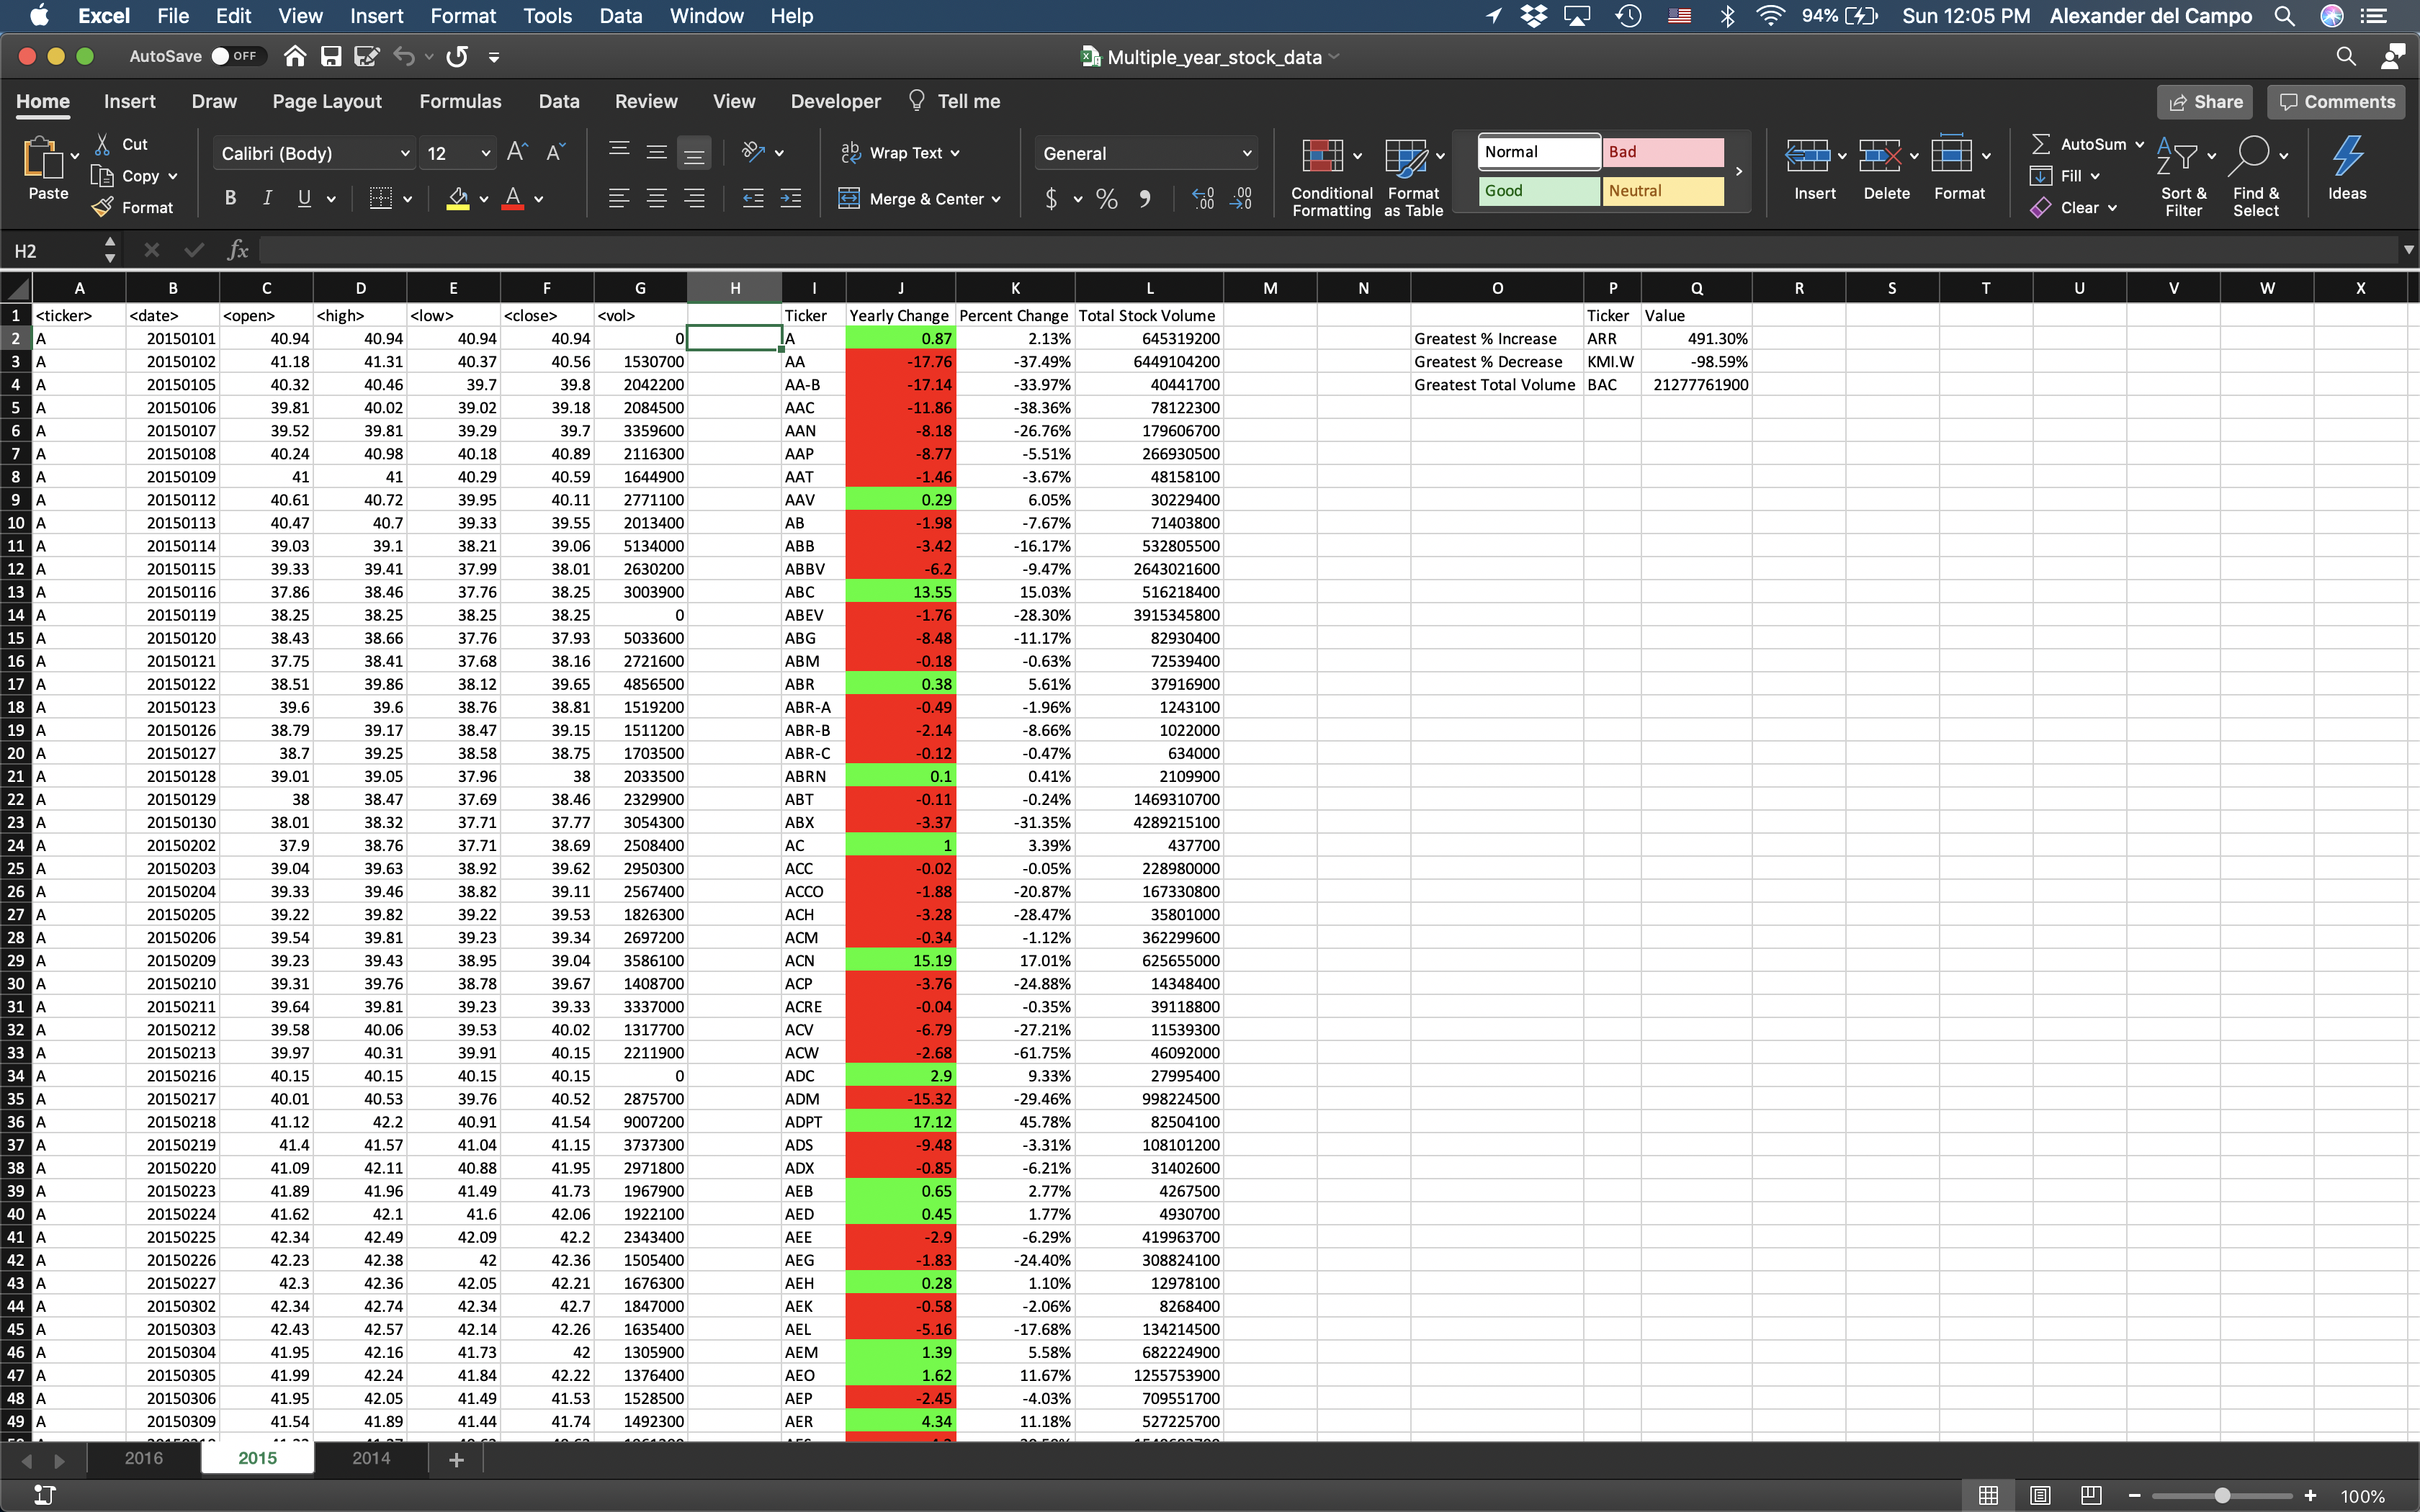 Excel File Edit View Insert Format Tools Data Window Help 94% Sun 12:05 PM Alexander del Campo
AutoSave OFF Multiple_year_stock_data
Home Insert Draw Page Layout Formulas Data Review View Developer Tell me Share Comments
Paste Cut Copy Format
Calibri (Body) 12 B I U A
Wrap Text Merge & Center
General $ %
Conditional Formatting Format as Table
Normal Bad Good Neutral
Insert Delete Format
AutoSum Fill Clear
Sort & Filter Find & Select Ideas
H2 fx
A B C D E F G H I J K L M N O P Q R S T U V W X
1 <ticker> <date> <open> <high> <low> <close> <vol> Ticker Yearly Change Percent Change Total Stock Volume Ticker Value
2 A 20150101 40.94 40.94 40.94 40.94 0 A 0.87 2.13% 645319200 Greatest % Increase ARR 491.30%
3 A 20150102 41.18 41.31 40.37 40.56 1530700 AA -17.76 -37.49% 6449104200 Greatest % Decrease KMI.W -98.59%
4 A 20150105 40.32 40.46 39.7 39.8 2042200 AA-B -17.14 -33.97% 40441700 Greatest Total Volume BAC 21277761900
5 A 20150106 39.81 40.02 39.02 39.18 2084500 AAC -11.86 -38.36% 78122300
6 A 20150107 39.52 39.81 39.29 39.7 3359600 AAN -8.18 -26.76% 179606700
7 A 20150108 40.24 40.98 40.18 40.89 2116300 AAP -8.77 -5.51% 266930500
8 A 20150109 41 41 40.29 40.59 1644900 AAT -1.46 -3.67% 48158100
9 A 20150112 40.61 40.72 39.95 40.11 2771100 AAV 0.29 6.05% 30229400
10 A 20150113 40.47 40.7 39.33 39.55 2013400 AB -1.98 -7.67% 71403800
11 A 20150114 39.03 39.1 38.21 39.06 5134000 ABB -3.42 -16.17% 532805500
12 A 20150115 39.33 39.41 37.99 38.01 2630200 ABBV -6.2 -9.47% 2643021600
13 A 20150116 37.86 38.46 37.76 38.25 3003900 ABC 13.55 15.03% 516218400
14 A 20150119 38.25 38.25 38.25 38.25 0 ABEV -1.76 -28.30% 3915345800
15 A 20150120 38.43 38.66 37.76 37.93 5033600 ABG -8.48 -11.17% 82930400
16 A 20150121 37.75 38.41 37.68 38.16 2721600 ABM -0.18 -0.63% 72539400
17 A 20150122 38.51 39.86 38.12 39.65 4856500 ABR 0.38 5.61% 37916900
18 A 20150123 39.6 39.6 38.76 38.81 1519200 ABR-A -0.49 -1.96% 1243100
19 A 20150126 38.79 39.17 38.47 39.15 1511200 ABR-B -2.14 -8.66% 1022000
20 A 20150127 38.7 39.25 38.58 38.75 1703500 ABR-C -0.12 -0.47% 634000
21 A 20150128 39.01 39.05 37.96 38 2033500 ABRN 0.1 0.41% 2109900
22 A 20150129 38 38.47 37.69 38.46 2329900 ABT -0.11 -0.24% 1469310700
23 A 20150130 38.01 38.32 37.71 37.77 3054300 ABX -3.37 -31.35% 4289215100
24 A 20150202 37.9 38.76 37.71 38.69 2508400 AC 1 3.39% 437700
25 A 20150203 39.04 39.63 38.92 39.62 2950300 ACC -0.02 -0.05% 228980000
26 A 20150204 39.33 39.46 38.82 39.11 2567400 ACCO -1.88 -20.87% 167330800
27 A 20150205 39.22 39.82 39.22 39.53 1826300 ACH -3.28 -28.47% 35801000
28 A 20150206 39.54 39.81 39.23 39.34 2697200 ACM -0.34 -1.12% 362299600
29 A 20150209 39.23 39.43 38.95 39.04 3586100 ACN 15.19 17.01% 625655000
30 A 20150210 39.31 39.76 38.78 39.67 1408700 ACP -3.76 -24.88% 14348400
31 A 20150211 39.64 39.81 39.23 39.33 3337000 ACRE -0.04 -0.35% 39118800
32 A 20150212 39.58 40.06 39.53 40.02 1317700 ACV -6.79 -27.21% 11539300
33 A 20150213 39.97 40.31 39.91 40.15 2211900 ACW -2.68 -61.75% 46092000
34 A 20150216 40.15 40.15 40.15 40.15 0 ADC 2.9 9.33% 27995400
35 A 20150217 40.01 40.53 39.76 40.52 2875700 ADM -15.32 -29.46% 998224500
36 A 20150218 41.12 42.2 40.91 41.54 9007200 ADPT 17.12 45.78% 82504100
37 A 20150219 41.4 41.57 41.04 41.15 3737300 ADS -9.48 -3.31% 108101200
38 A 20150220 41.09 42.11 40.88 41.95 2971800 ADX -0.85 -6.21% 31402600
39 A 20150223 41.89 41.96 41.49 41.73 1967900 AEB 0.65 2.77% 4267500
40 A 20150224 41.62 42.1 41.6 42.06 1922100 AED 0.45 1.77% 4930700
41 A 20150225 42.34 42.49 42.09 42.2 2343400 AEE -2.9 -6.29% 419963700
42 A 20150226 42.23 42.38 42 42.36 1505400 AEG -1.83 -24.40% 308824100
43 A 20150227 42.3 42.36 42.05 42.21 1676300 AEH 0.28 1.10% 12978100
44 A 20150302 42.34 42.74 42.34 42.7 1847000 AEK -0.58 -2.06% 8268400
45 A 20150303 42.43 42.57 42.14 42.26 1635400 AEL -5.16 -17.68% 134214500
46 A 20150304 41.95 42.16 41.73 42 1305900 AEM 1.39 5.58% 682224900
47 A 20150305 41.99 42.24 41.84 42.22 1376400 AEO 1.62 11.67% 1255753900
48 A 20150306 41.95 42.05 41.49 41.53 1528500 AEP -2.45 -4.03% 709551700
49 A 20150309 41.54 41.89 41.44 41.74 1492300 AER 4.34 11.18% 527225700
2016 2015 2014 +
100%